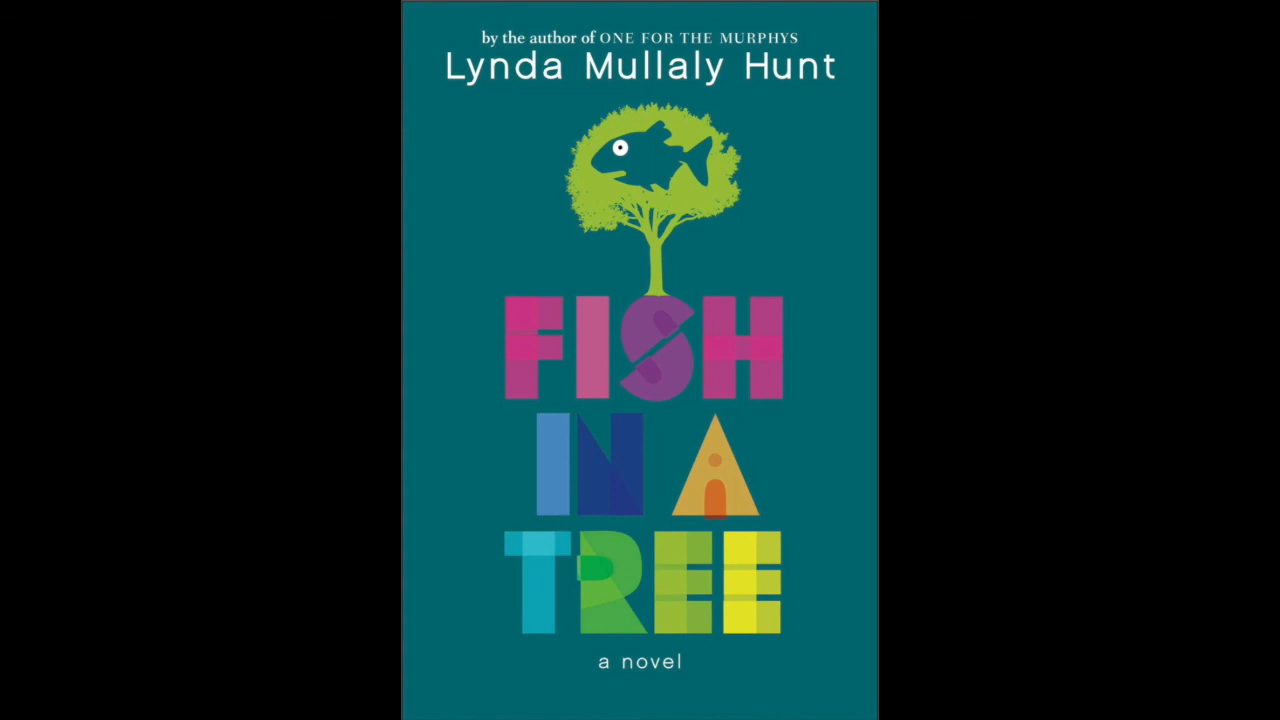 by the author of ONE FOR THE MURPHYS
Lynda Mullaly Hunt
FISH
IN A
TREE
a novel